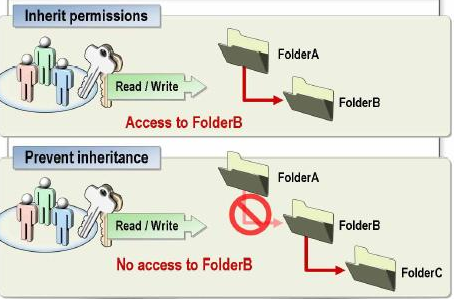 Inherit permissions
FolderA
Read / Write
FolderB
Access to FolderB
Prevent inheritance
FolderA
Read / Write
FolderB
No access to FolderB
FolderC